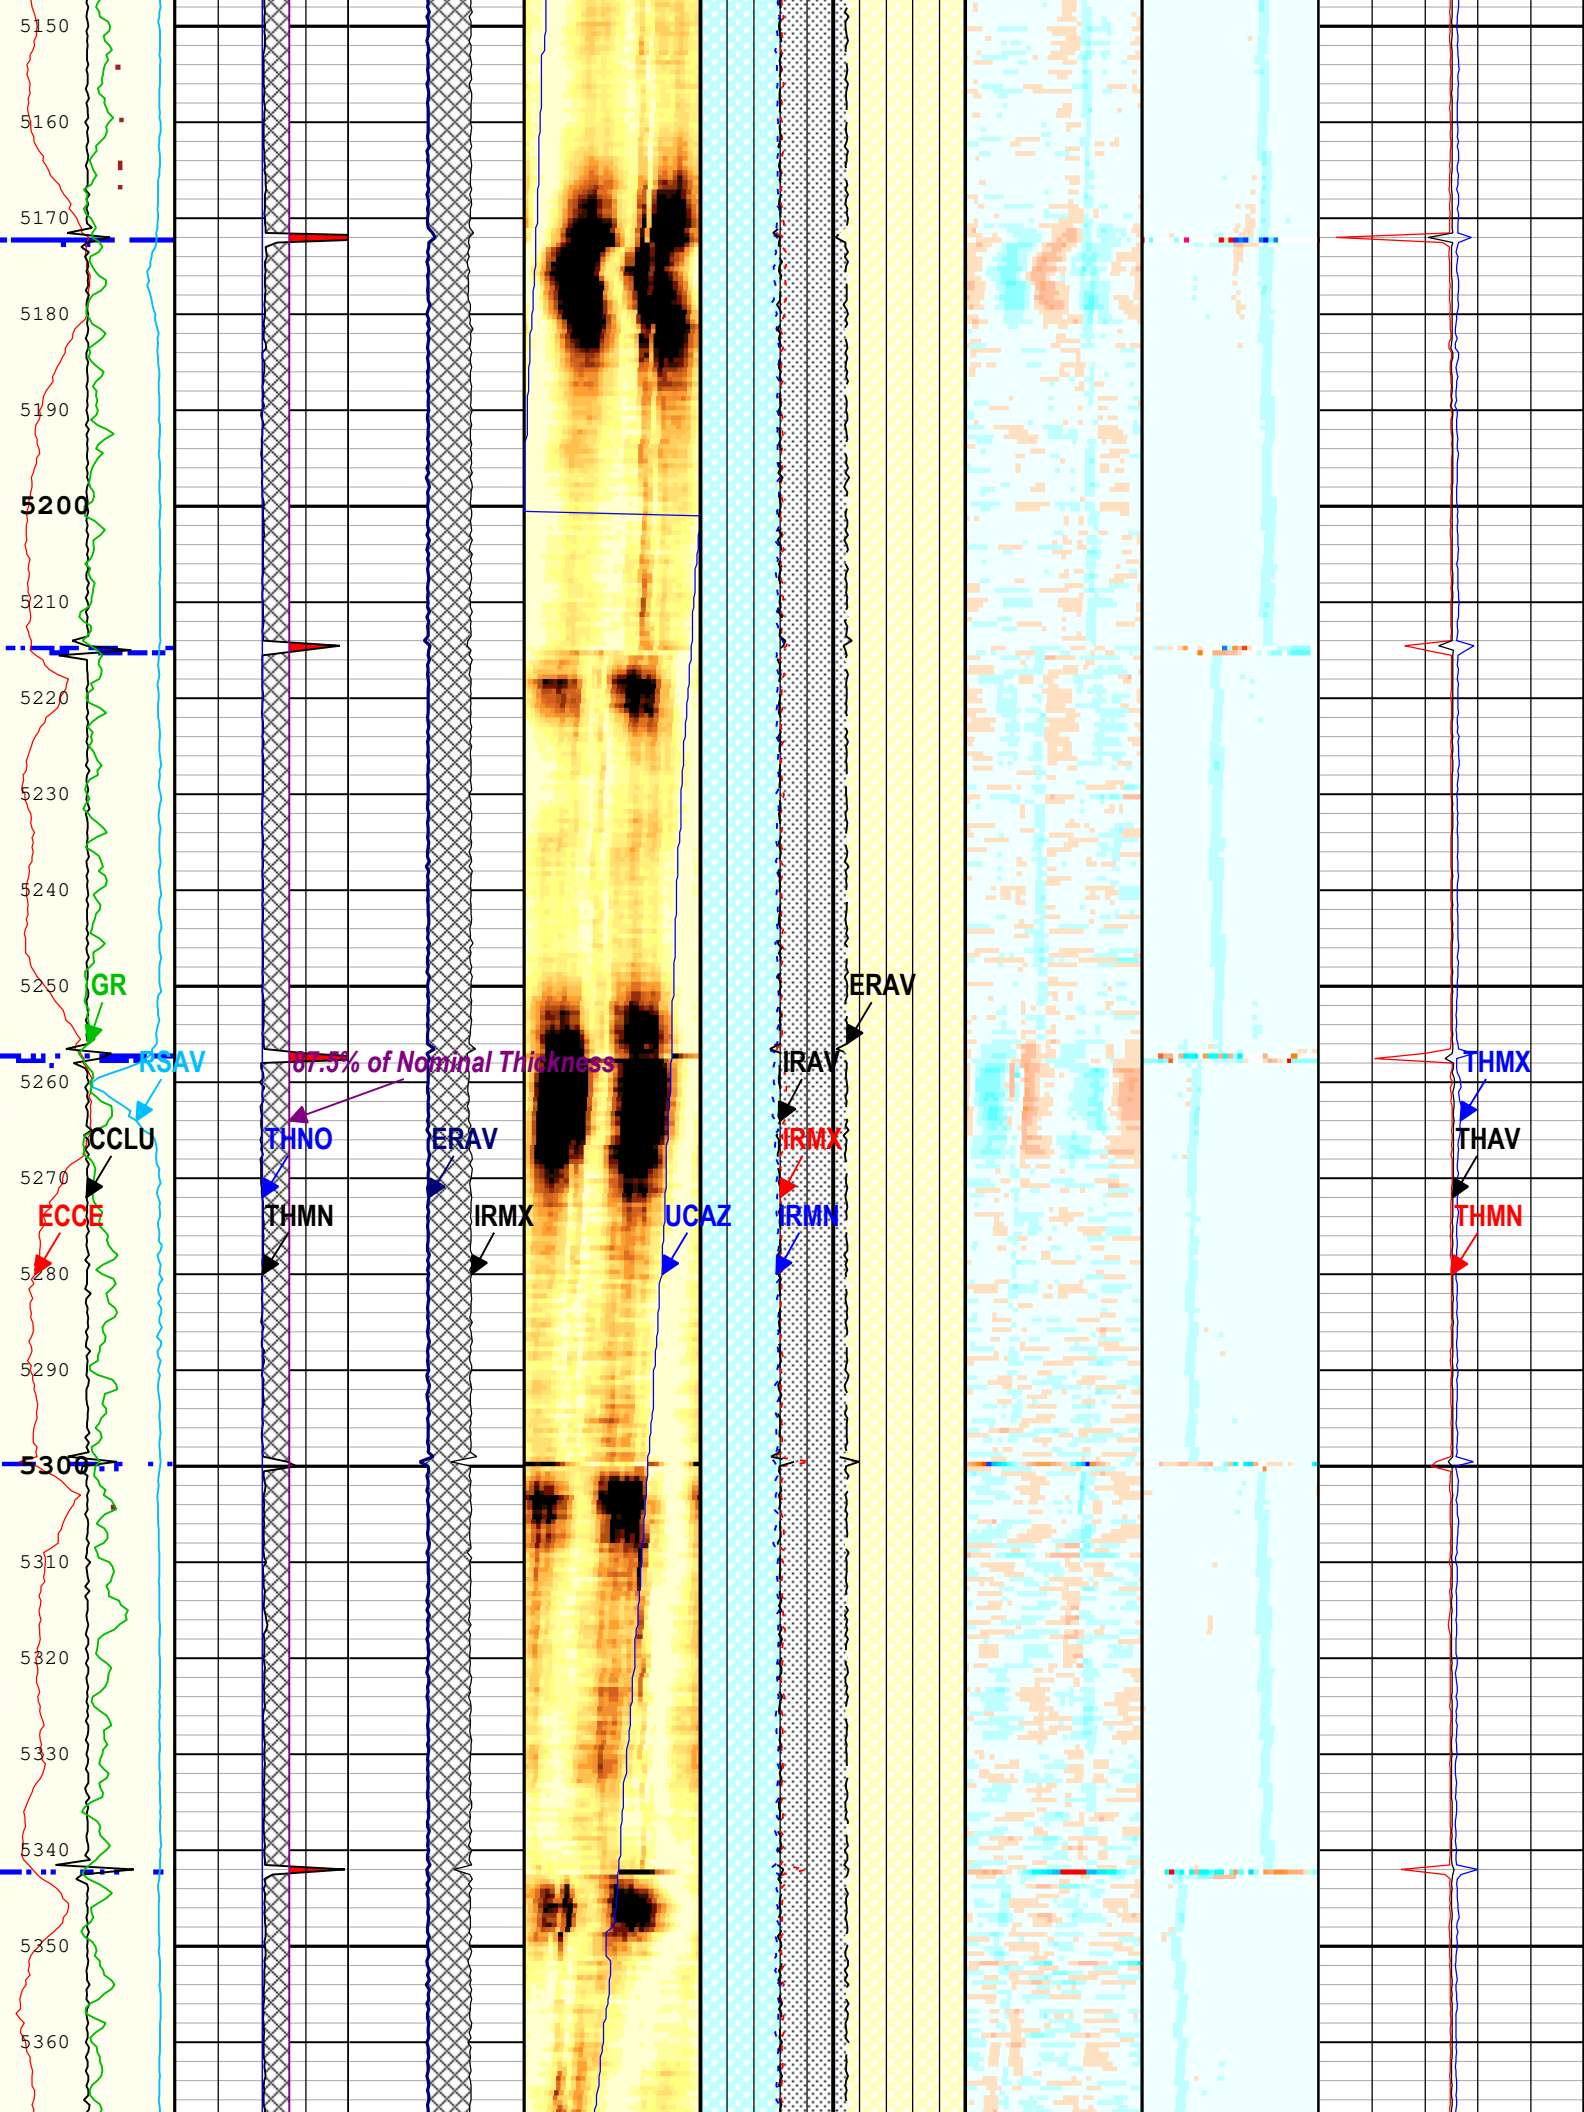 5150
5160
5170
5180
5190
5200
5210
5220
5230
5240
5250
GR
ERAV
RSAV
87.5% of Nominal Thickness
IRAV
THMX
5260
CCLU
THNO
ERAV
IRMX
THAV
5270
ECCE
THMN
IRMX
UCAZ
IRMN
THMN
5280
5290
5300
5310
5320
5330
5340
5350
5360